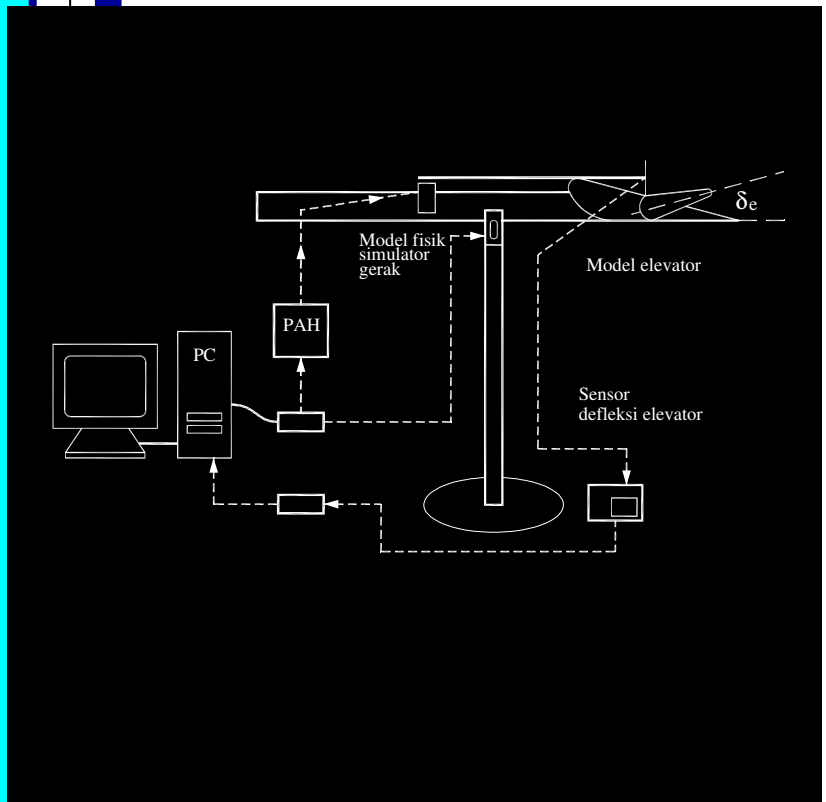 δe
Model fisik
simulator
gerak
Model elevator
PAH
PC
Sensor
defleksi elevator